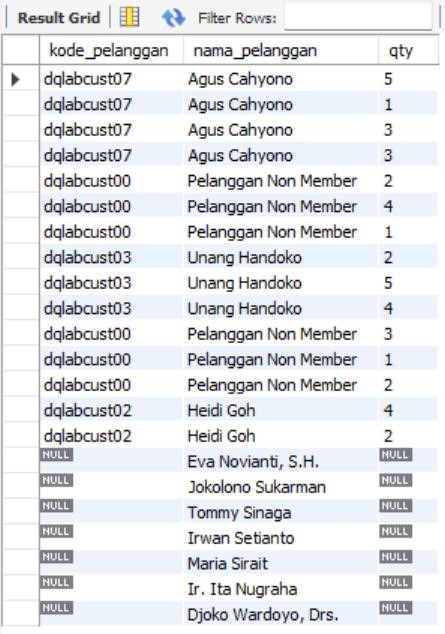 Result Grid Filter Rows:
kode_pelanggan nama_pelanggan qty
dqlabcust07 Agus Cahyono 5
dqlabcust07 Agus Cahyono 1
dqlabcust07 Agus Cahyono 3
dqlabcust07 Agus Cahyono 3
dqlabcust00 Pelanggan Non Member 2
dqlabcust00 Pelanggan Non Member 4
dqlabcust00 Pelanggan Non Member 1
dqlabcust03 Unang Handoko 2
dqlabcust03 Unang Handoko 5
dqlabcust03 Unang Handoko 4
dqlabcust00 Pelanggan Non Member 3
dqlabcust00 Pelanggan Non Member 1
dqlabcust00 Pelanggan Non Member 2
dqlabcust02 Heidi Goh 4
dqlabcust02 Heidi Goh 2
NULL Eva Novianti, S.H. NULL
NULL Jokolono Sukarman NULL
NULL Tommy Sinaga NULL
NULL Irwan Setianto NULL
NULL Maria Sirait NULL
NULL Ir. Ita Nugraha NULL
NULL Djoko Wardoyo, Drs. NULL